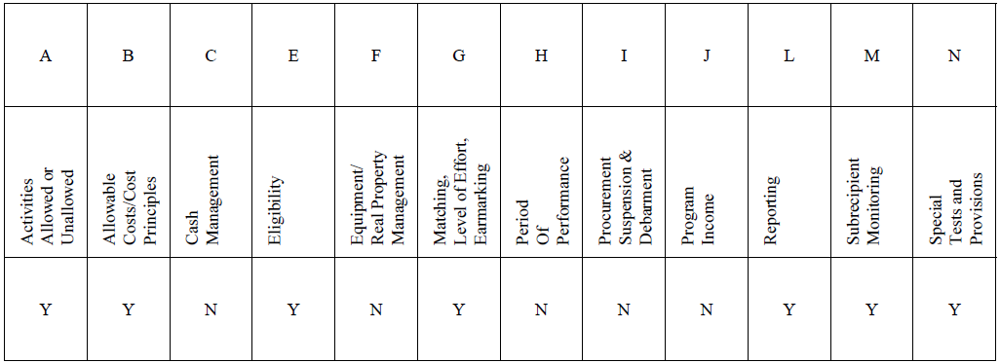 A B C E F G H I J L M N
Activities
Allowed or
Unallowed
Allowable
Costs/Cost
Principles
Cash
Management
Eligibility
Equipment/
Real Property
Management
Matching,
Level of Effort,
Earmarking
Period
Of
Performance
Procurement
Suspension &
Debarment
Program
Income
Reporting
Subrecipient
Monitoring
Special
Tests and
Provisions
Y Y N Y N Y N N N Y Y Y